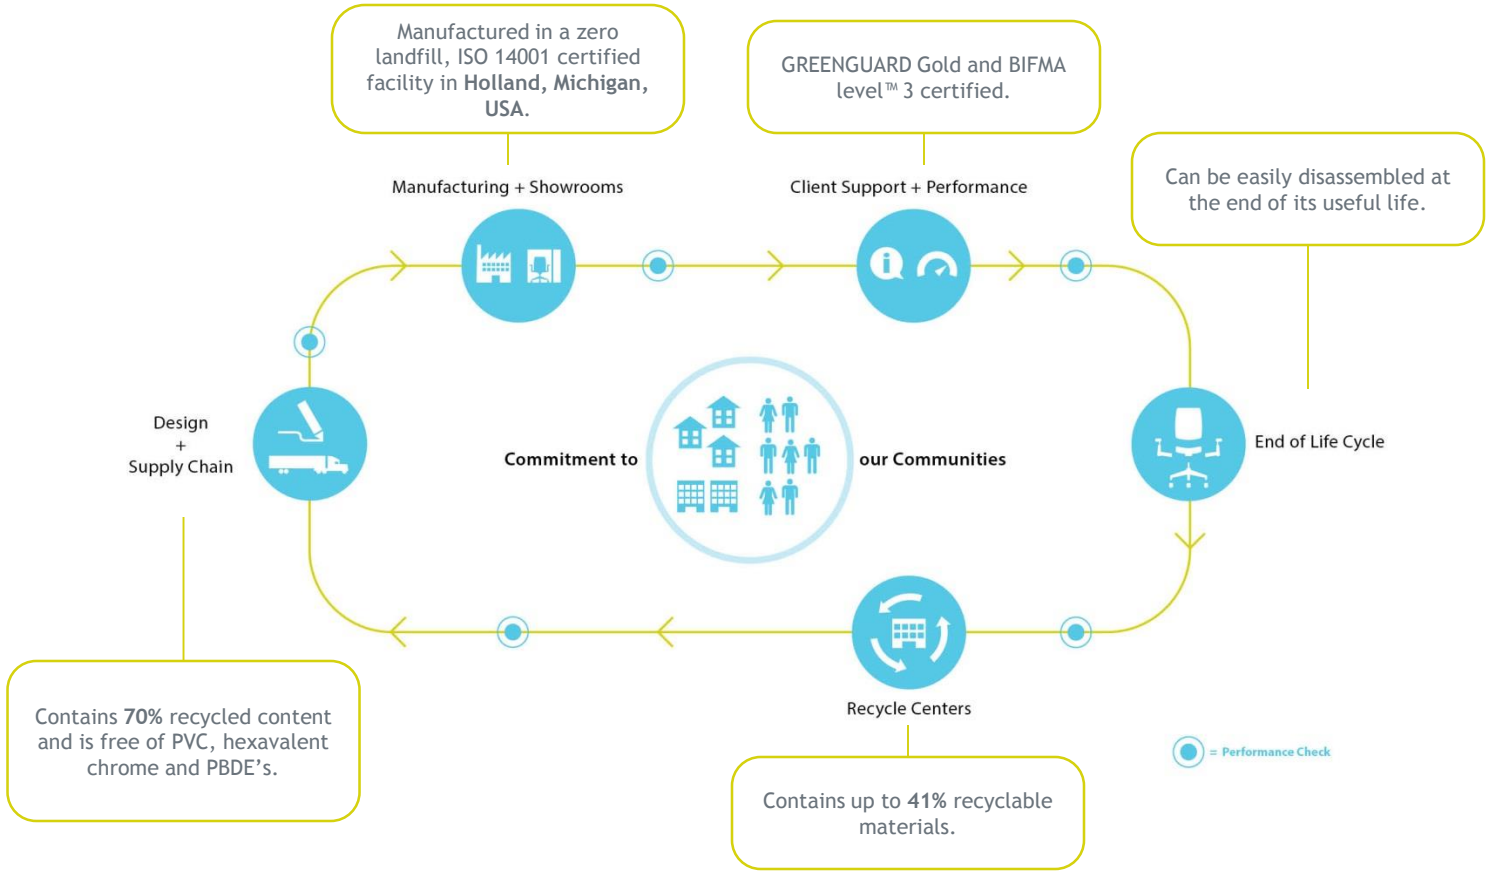 Manufactured in a zero
landfill, ISO 14001 certified
facility in Holland, Michigan,
USA.
GREENGUARD Gold and BIFMA
level™ 3 certified.
Can be easily disassembled at
the end of its useful life.
Manufacturing + Showrooms
Client Support + Performance
Design
+
Supply Chain
Commitment to
our Communities
End of Life Cycle
Recycle Centers
Contains 70% recycled content
and is free of PVC, hexavalent
chrome and PBDE’s.
= Performance Check
Contains up to 41% recyclable
materials.